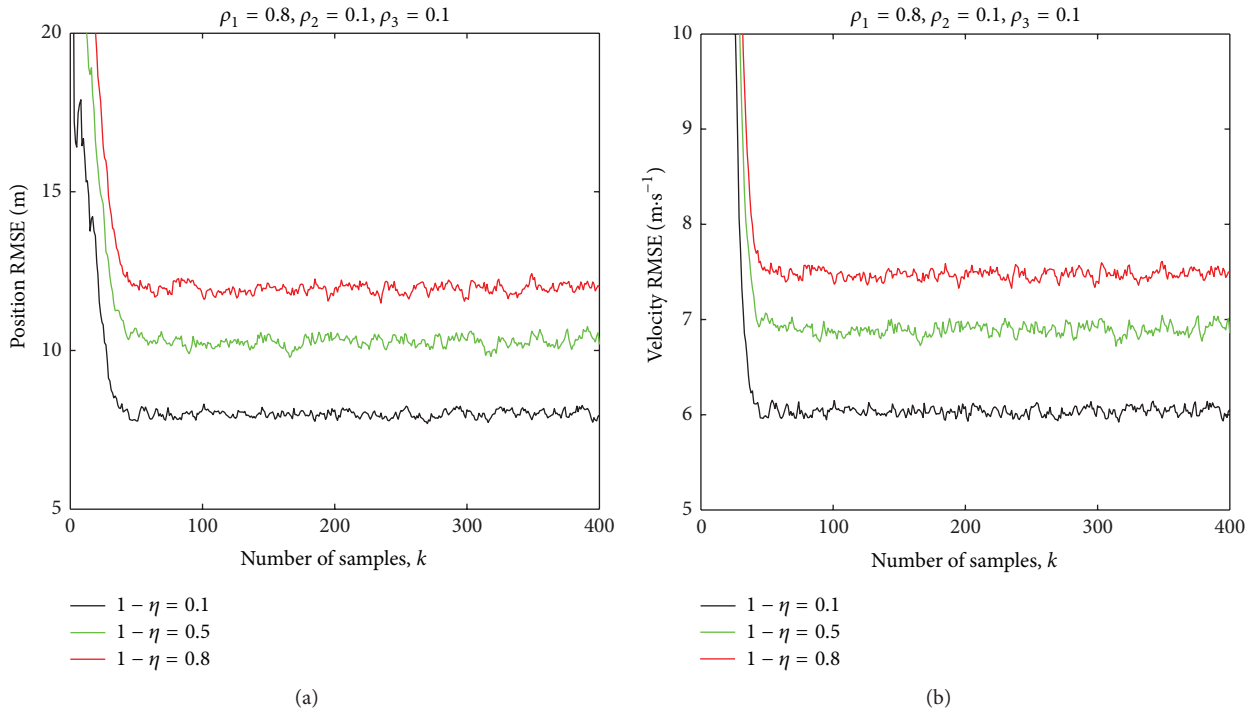 ρ₁ = 0.8, ρ₂ = 0.1, ρ₃ = 0.1
20
15
10
5
Position RMSE (m)
0
100
200
300
400
Number of samples, k
1 − η = 0.1
1 − η = 0.5
1 − η = 0.8
(a)
ρ₁ = 0.8, ρ₂ = 0.1, ρ₃ = 0.1
10
9
8
7
6
5
Velocity RMSE (m·s⁻¹)
0
100
200
300
400
Number of samples, k
1 − η = 0.1
1 − η = 0.5
1 − η = 0.8
(b)